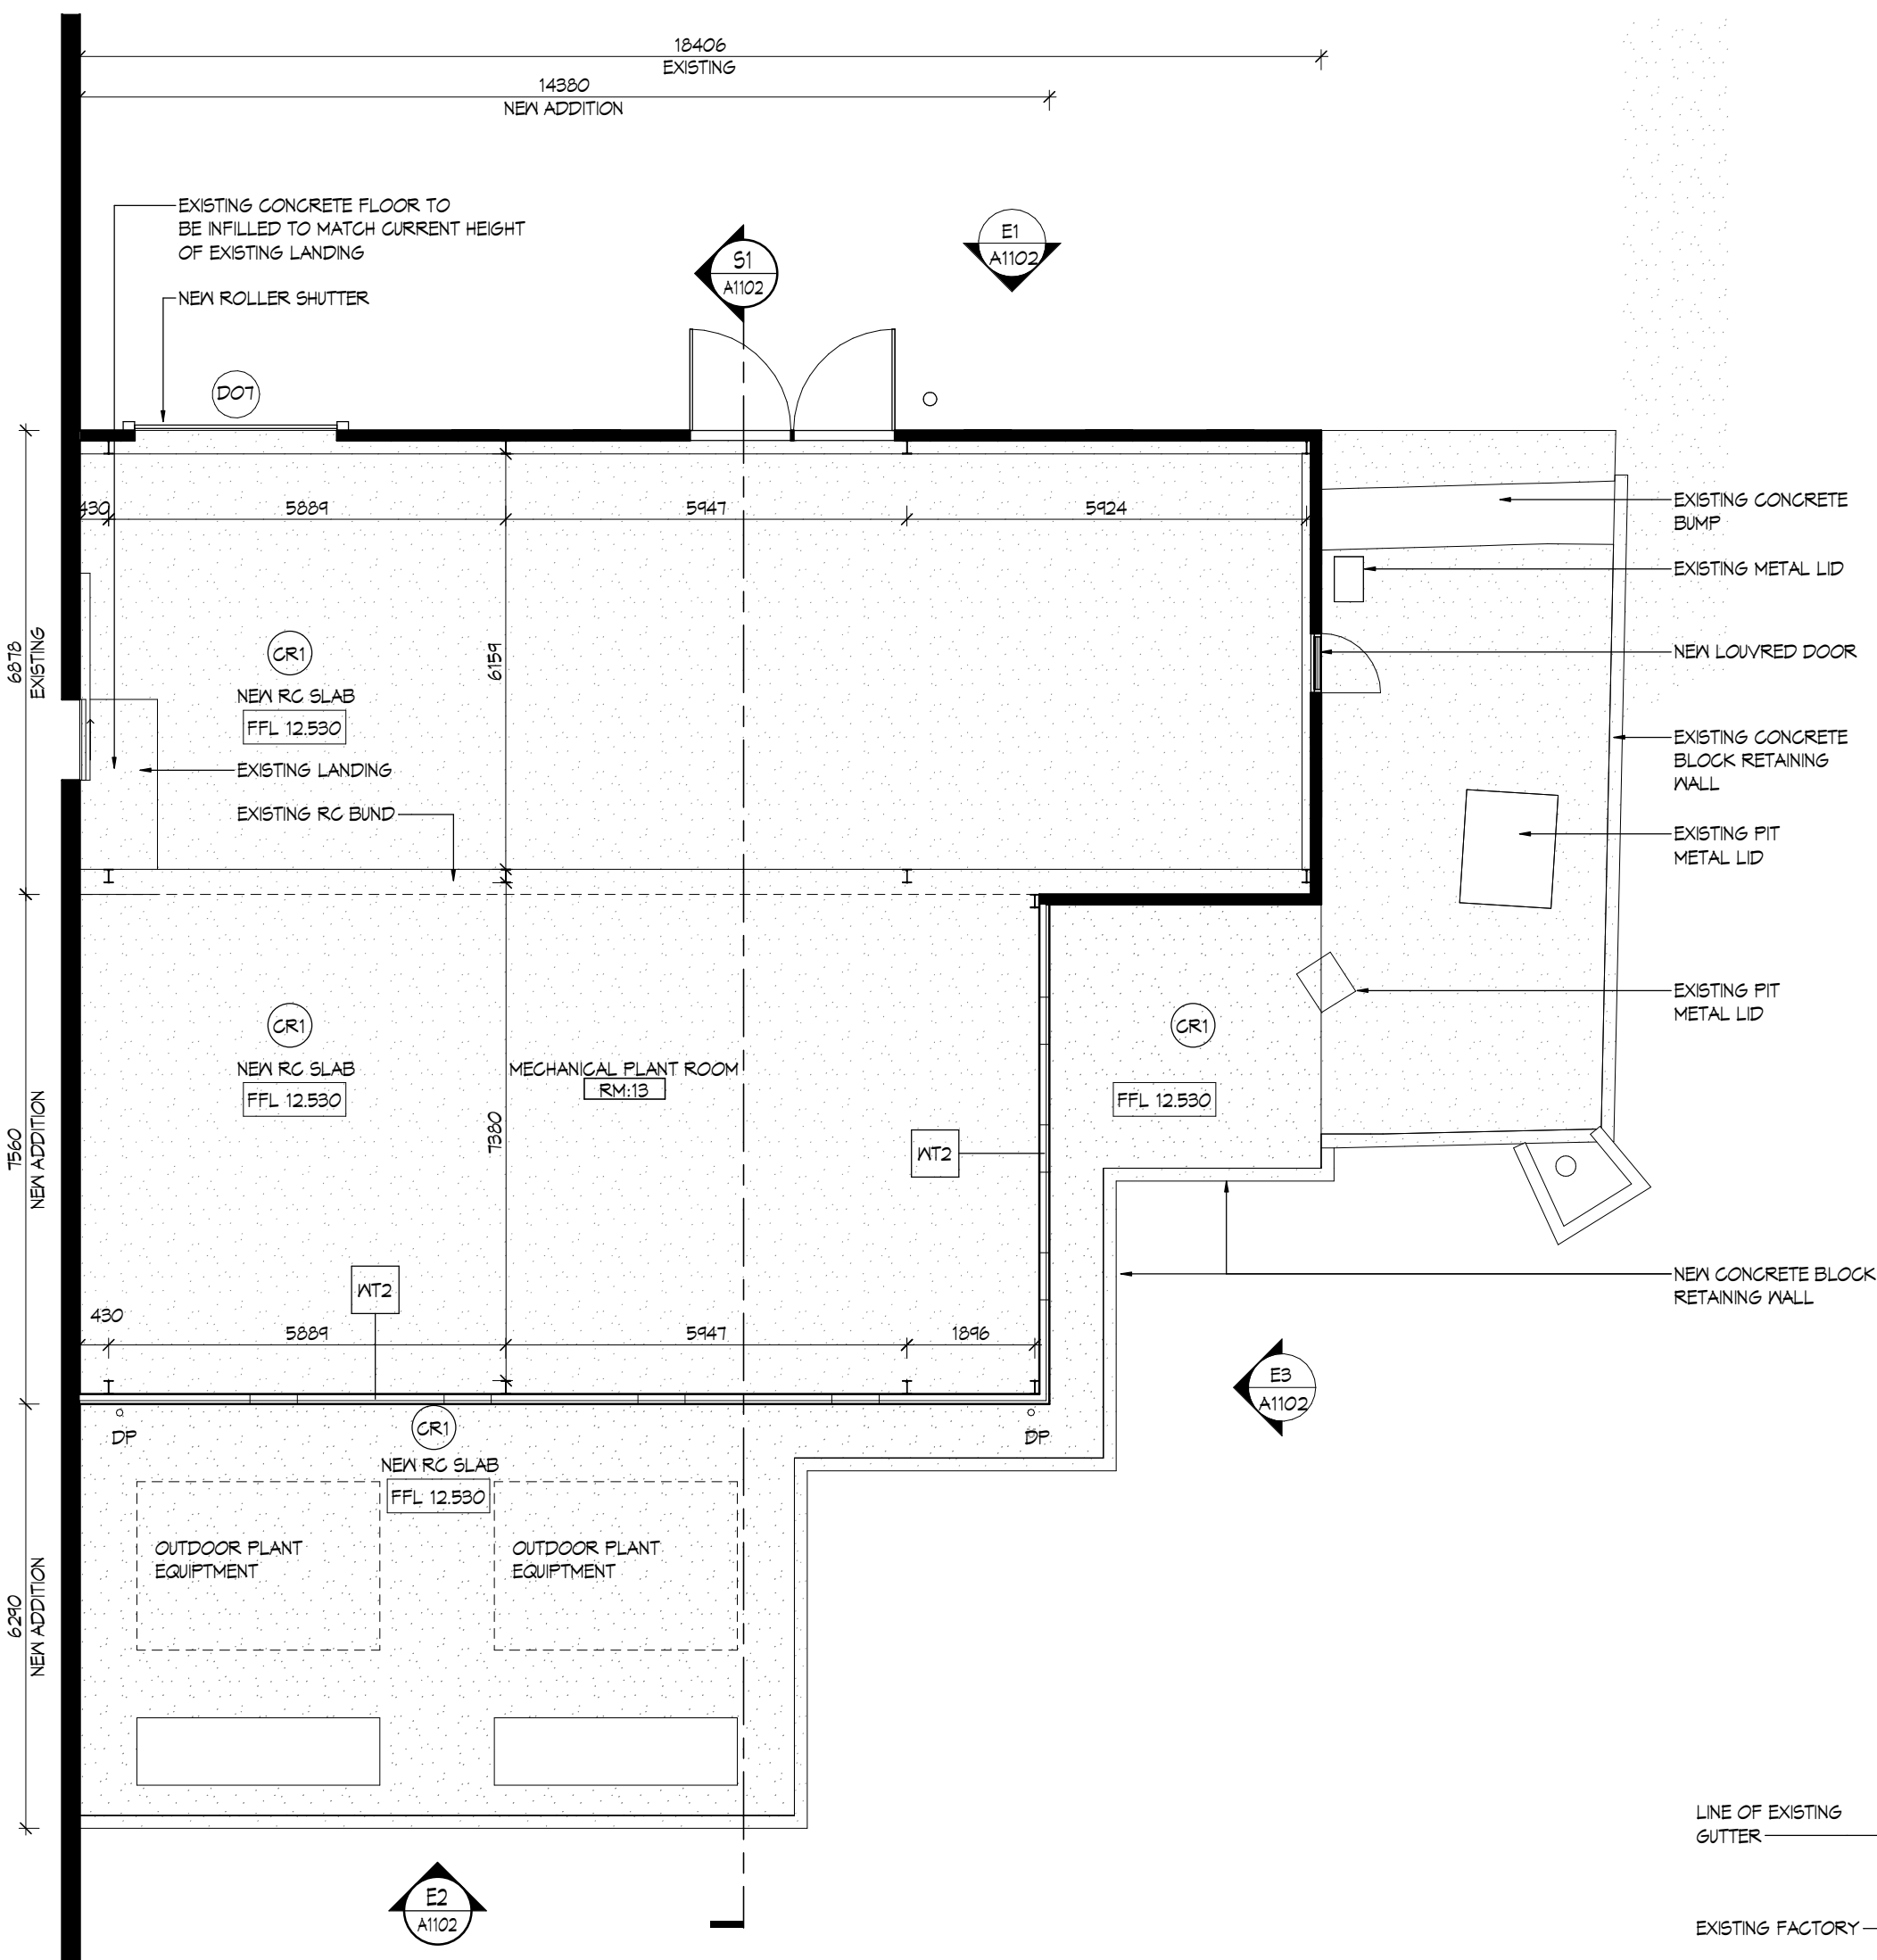 18406
EXISTING
14380
NEW ADDITION
EXISTING CONCRETE FLOOR TO
BE INFILLED TO MATCH CURRENT HEIGHT
OF EXISTING LANDING
NEW ROLLER SHUTTER
S1
A1102
E1
A1102
D07
430
5889
5947
5924
EXISTING CONCRETE
BUMP
EXISTING METAL LID
NEW LOUVRED DOOR
EXISTING CONCRETE
BLOCK RETAINING
WALL
EXISTING PIT
METAL LID
EXISTING PIT
METAL LID
6878
EXISTING
CR1
NEW RC SLAB
FFL 12.530
6159
EXISTING LANDING
EXISTING RC BUND
7560
NEW ADDITION
CR1
NEW RC SLAB
FFL 12.530
MECHANICAL PLANT ROOM
RM:13
7380
CR1
FFL 12.530
WT2
WT2
430
5889
5947
1896
NEW CONCRETE BLOCK
RETAINING WALL
E3
A1102
DP
CR1
DP
NEW RC SLAB
FFL 12.530
6290
NEW ADDITION
OUTDOOR PLANT
EQUIPTMENT
OUTDOOR PLANT
EQUIPTMENT
LINE OF EXISTING
GUTTER
E2
A1102
EXISTING FACTORY